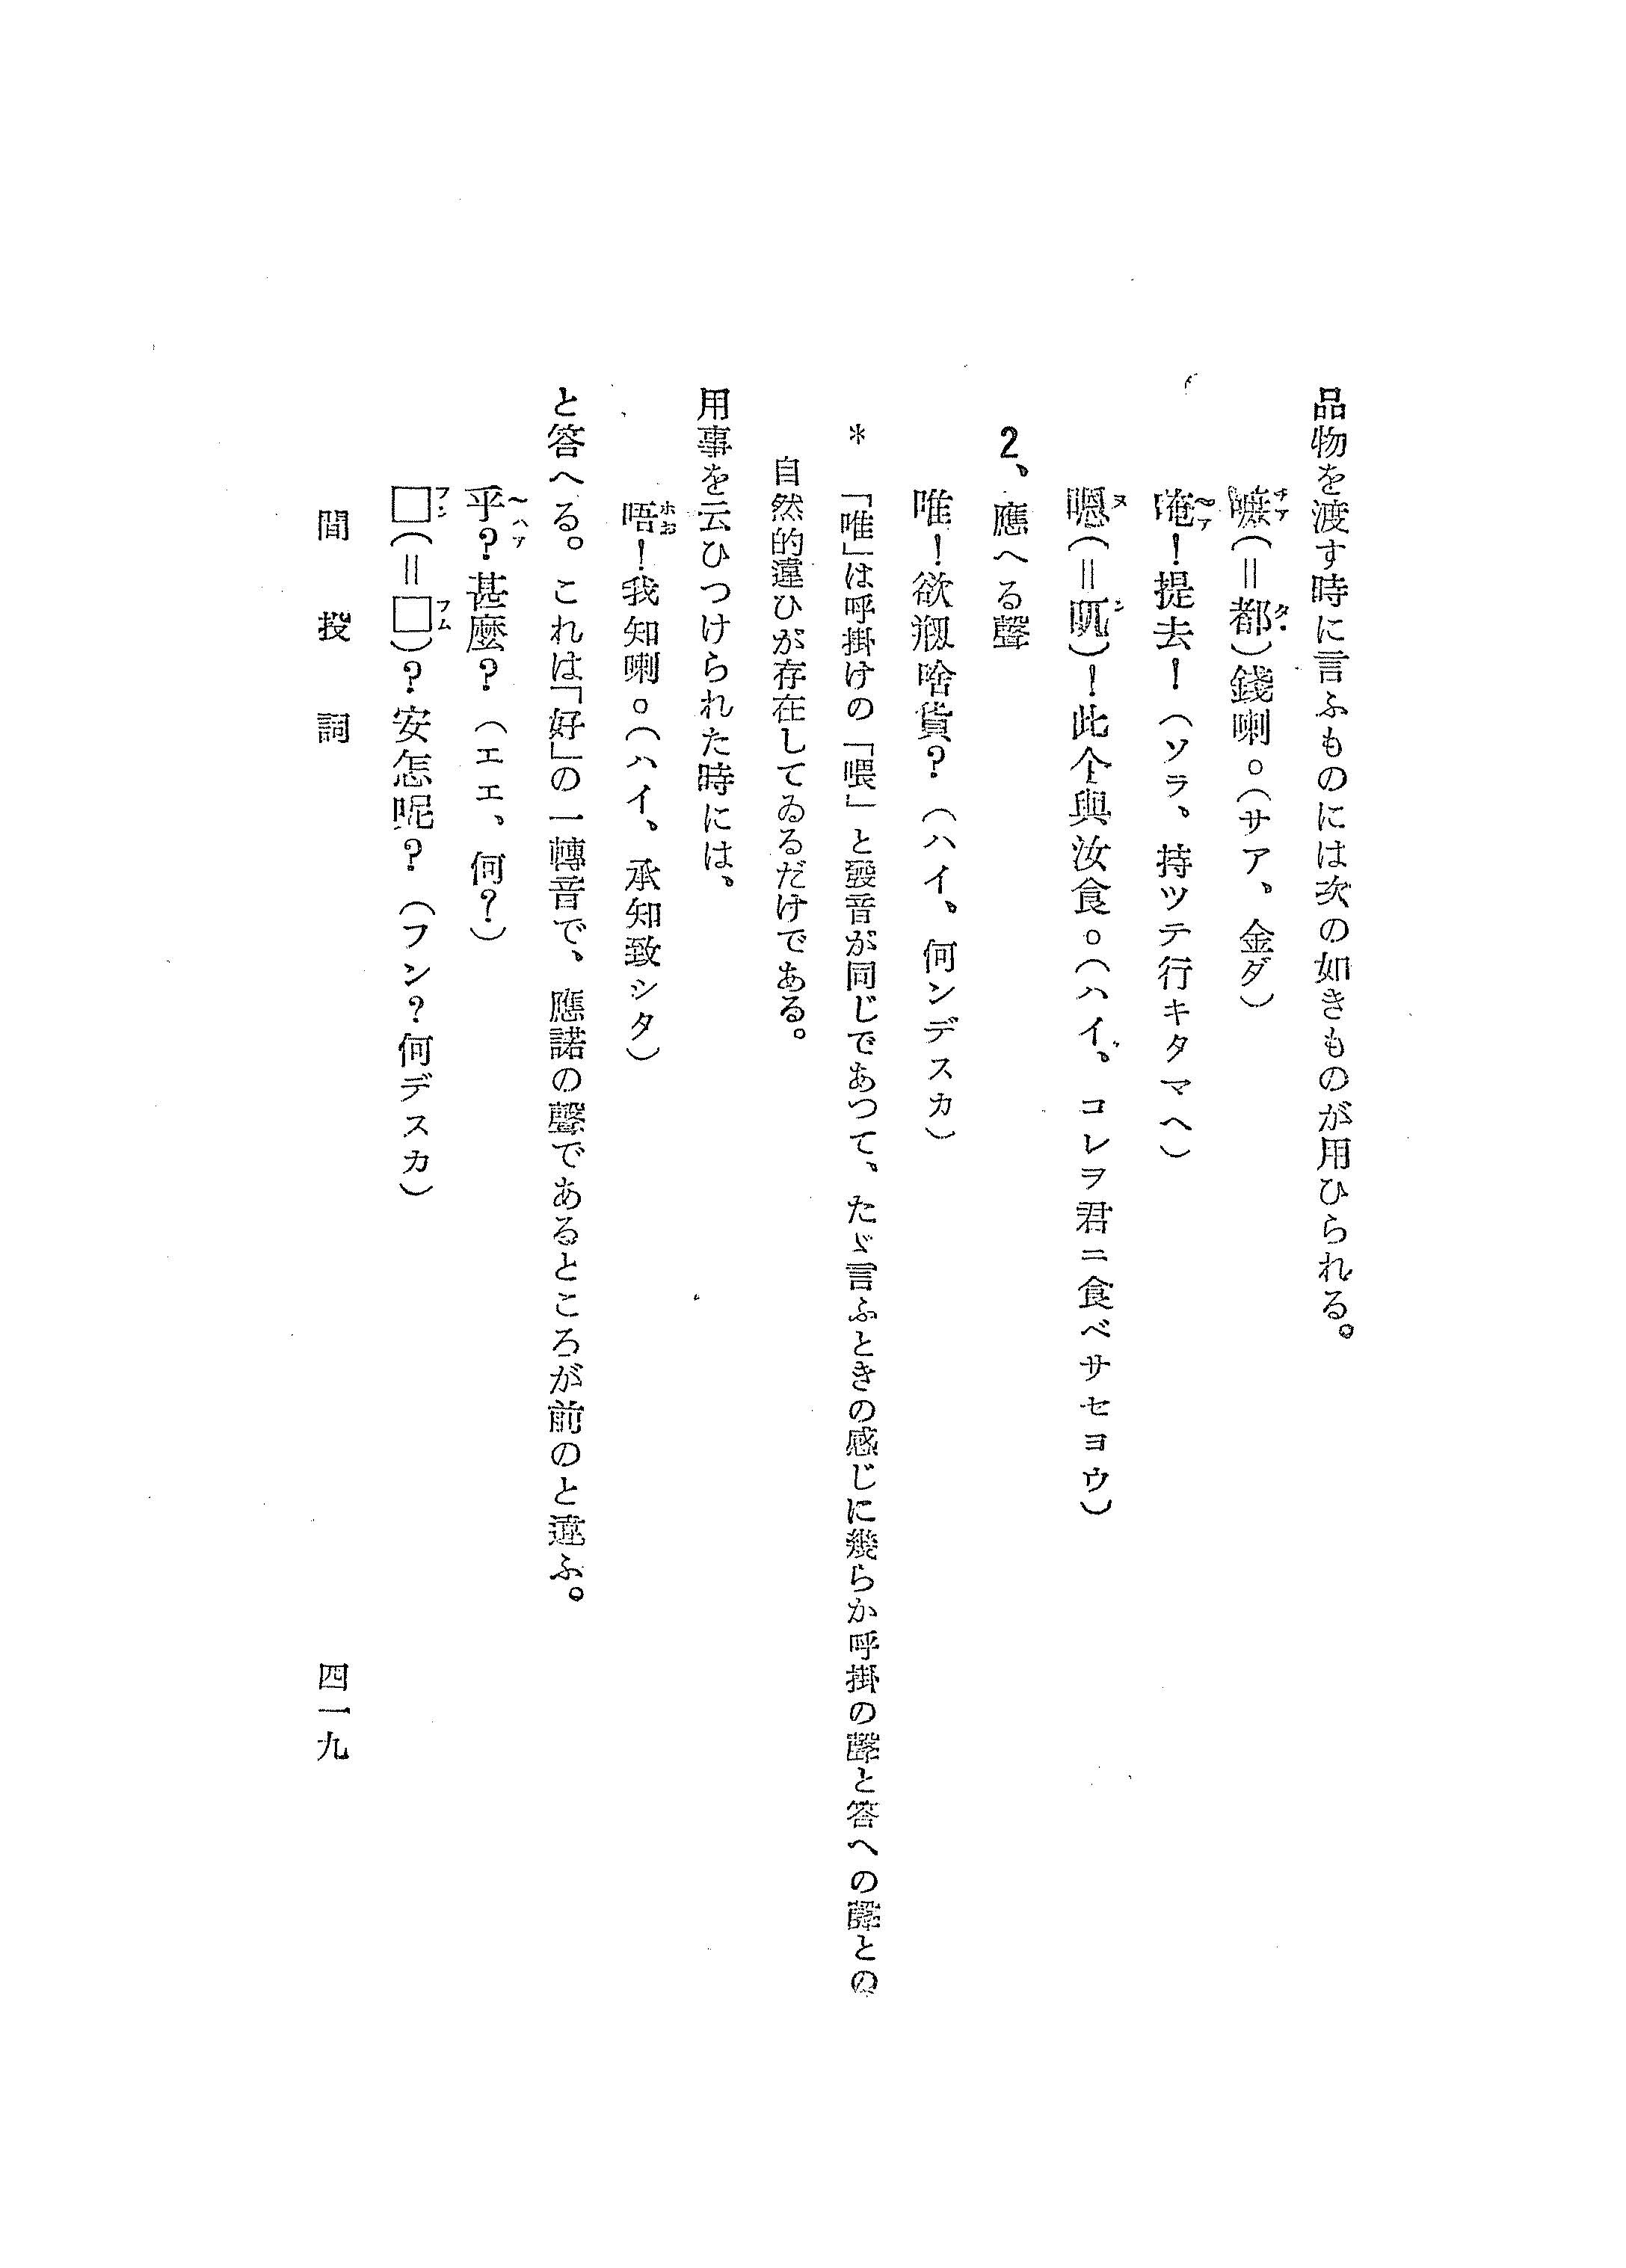 品物を渡す時に言ふものには次の如きものが用ひられる。
嗻(＝都)錢喇。(サア、金ダ)
唵！提去！(ソラ、持ツテ行キタマヘ)
嗯(＝呒)！此个與汝食。(ハイ、コレヲ君ニ食ベサセヨウ)
2、應へる聲
唯！欲剏啥貨？(ハイ、何ンデスカ)
＊「唯」は呼掛けの「喂」と發音が同じであつて、たゞ言ふときの感じに幾らか呼掛の聲と答への聲との
自然的違ひが存在してゐるだけである。
用事を云ひつけられた時には、
唔！我知喇。(ハイ、承知致シタ)
と答へる。これは「好」の一轉音で、應諾の聲であるところが前のと違ふ。
乎？甚麼？(エエ、何？)
□(＝□)？安怎呢？(フン？何デスカ)
間投詞
四一九